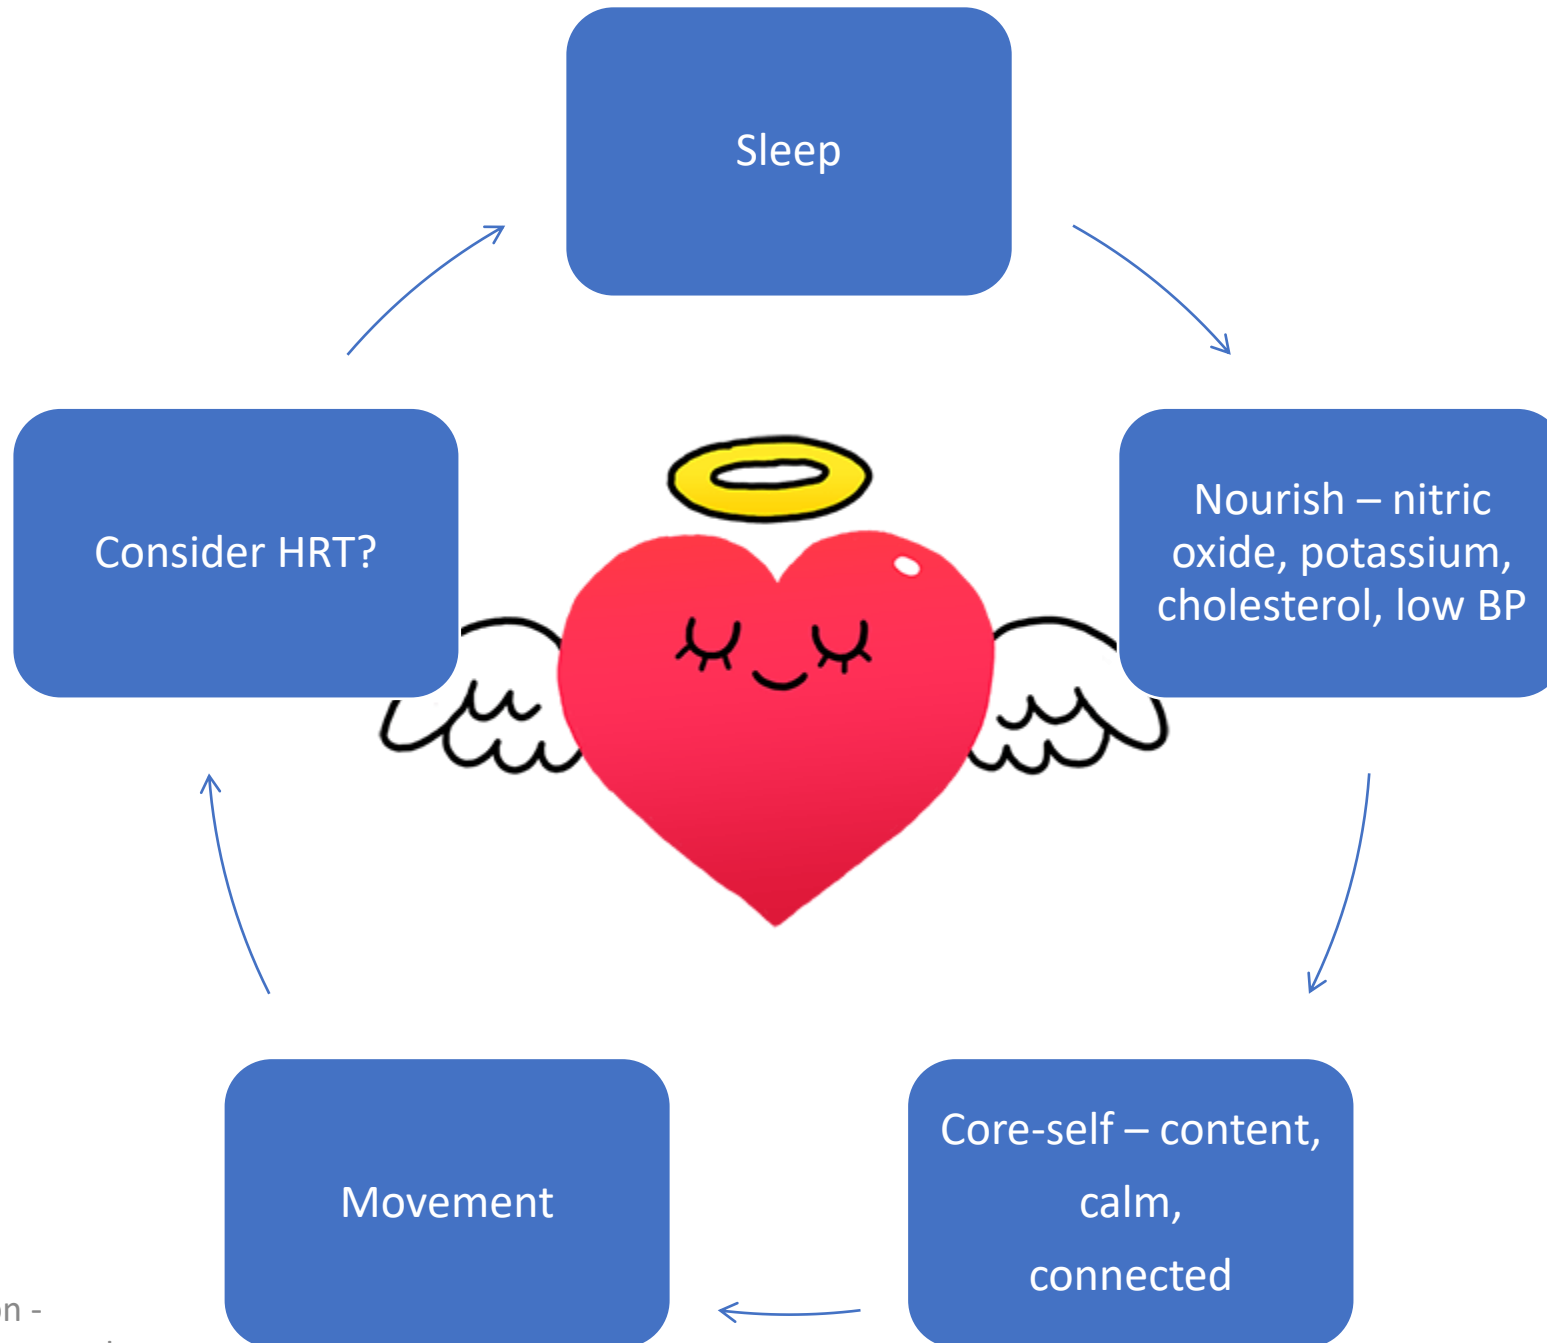 Sleep
Nourish – nitric
oxide, potassium,
cholesterol, low BP
Core-self – content,
calm,
connected
Movement
Consider HRT?